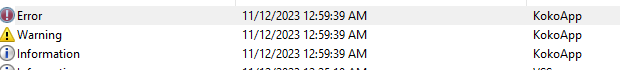 Error 11/12/2023 12:59:39 AM KokoApp
Warning 11/12/2023 12:59:39 AM KokoApp
Information 11/12/2023 12:59:39 AM KokoApp